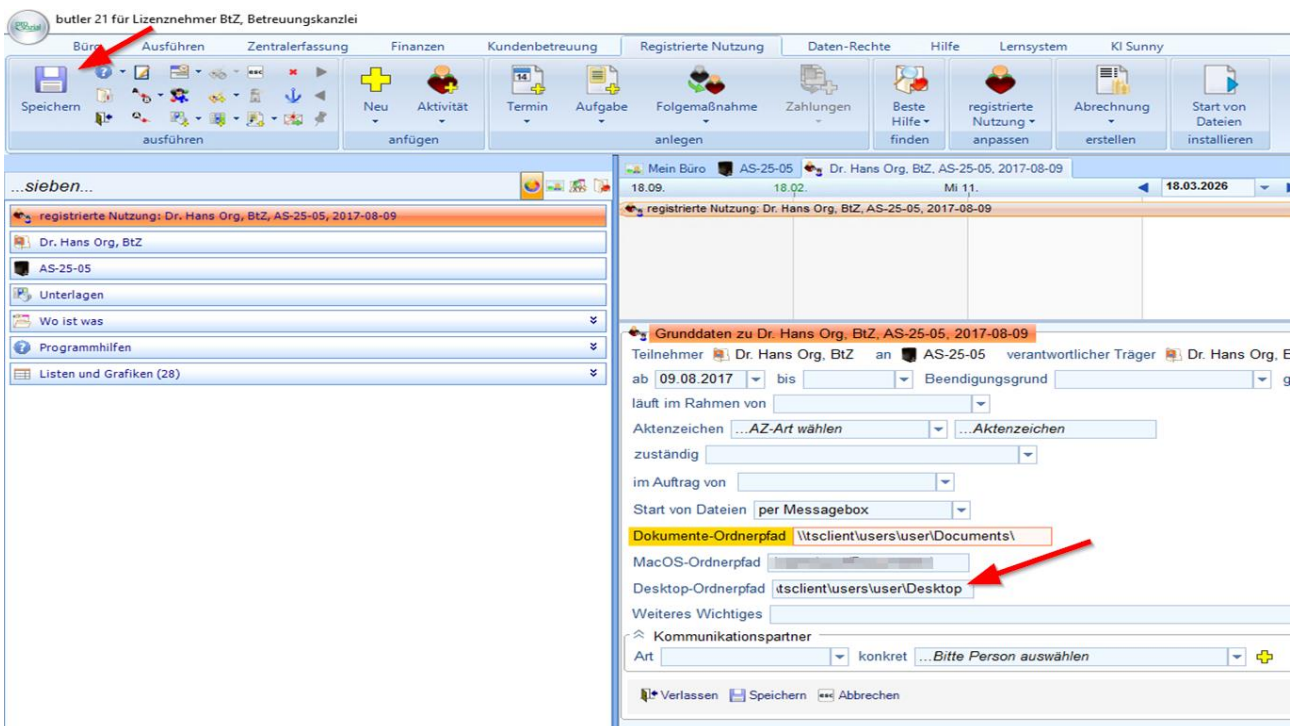 butler 21 für Lizenznehmer BtZ, Betreuungskanzlei
Büro Ausführen Zentralerfassung Finanzen Kundenbetreuung Registrierte Nutzung Daten-Rechte Hilfe Lernsystem KI Sunny
Speichern
Neu Aktivität Termin Aufgabe Folgemaßnahme Zahlungen Beste Hilfe registrierte Nutzung Abrechnung Start von Dateien
ausführen anfügen anlegen finden anpassen erstellen installieren
Mein Büro AS-25-05 Dr. Hans Org, BtZ, AS-25-05, 2017-08-09
...sieben...
18.09. 18.02. Mi 11. 18.03.2026
registrierte Nutzung: Dr. Hans Org, BtZ, AS-25-05, 2017-08-09
registrierte Nutzung: Dr. Hans Org, BtZ, AS-25-05, 2017-08-09
Dr. Hans Org, BtZ
AS-25-05
Unterlagen
Wo ist was
Programmhilfen
Listen und Grafiken (28)
Grunddaten zu Dr. Hans Org, BtZ, AS-25-05, 2017-08-09
Teilnehmer Dr. Hans Org, BtZ an AS-25-05 verantwortlicher Träger Dr. Hans Org,
ab 09.08.2017 bis Beendigungsgrund
läuft im Rahmen von
Aktenzeichen ...AZ-Art wählen ...Aktenzeichen
zuständig
im Auftrag von
Start von Dateien per Messagebox
Dokumente-Ordnerpfad \\tsclient\users\user\Documents\
MacOS-Ordnerpfad
Desktop-Ordnerpfad \tsclient\users\user\Desktop
Weiteres Wichtiges
Kommunikationspartner
Art konkret ...Bitte Person auswählen
Verlassen Speichern esc Abbrechen